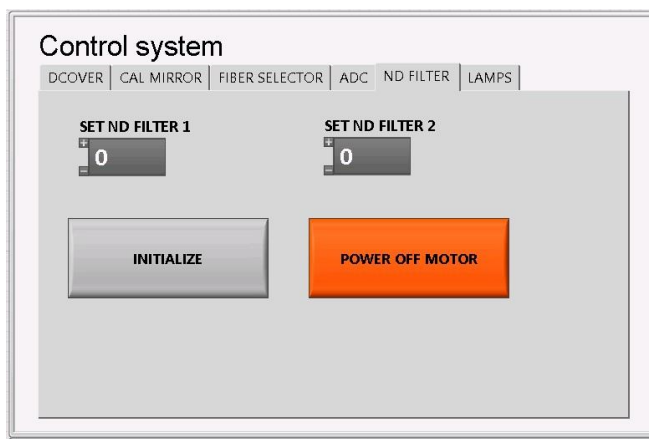 Control system
DCOVER CAL MIRROR FIBER SELECTOR ADC ND FILTER LAMPS
SET ND FILTER 1 SET ND FILTER 2
+ 0 + 0
- -
INITIALIZE POWER OFF MOTOR